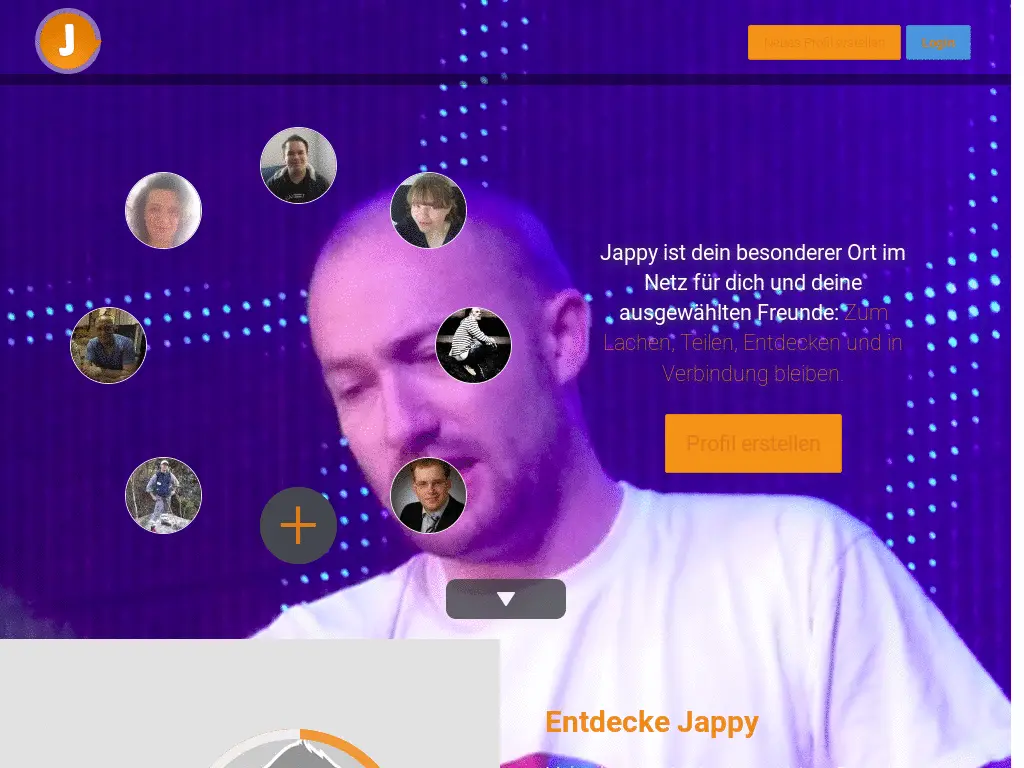 J
Neues Profil erstellen
Login
Jappy ist dein besonderer Ort im
Netz für dich und deine
ausgewählten Freunde: Zum
Lachen, Teilen, Entdecken und in
Verbindung bleiben.
Profil erstellen
Entdecke Jappy